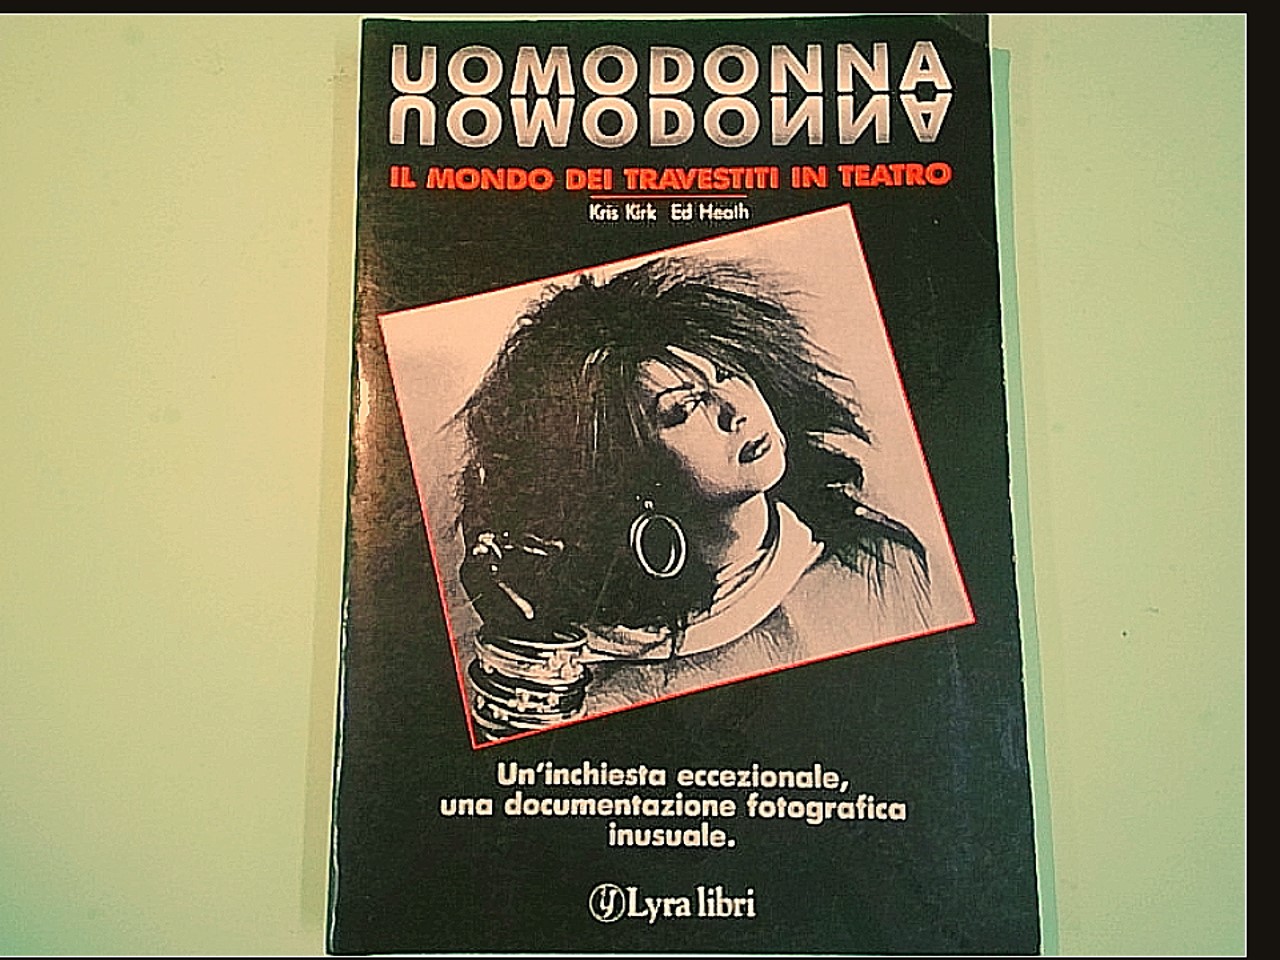 UOMODONNA
UOMODONNA
IL MONDO DEI TRAVESTITI IN TEATRO
Kris Kirk Ed Heath
Un'inchiesta eccezionale,
una documentazione fotografica
inusuale.
Lyra libri